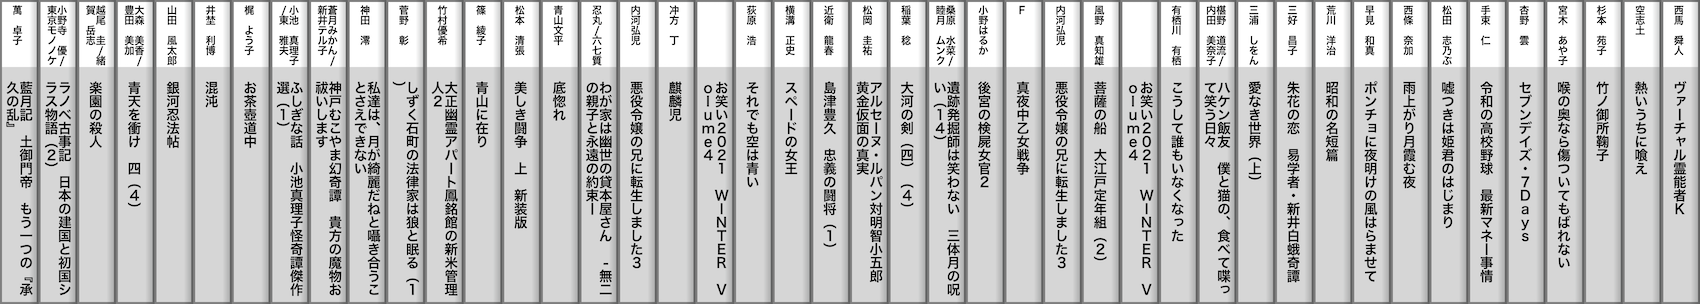 西馬 舜人
ヴァーチャル霊能者K
空志土
熱いうちに喰え
杉本 苑子
竹ノ御所鞠子
宮木 あや子
喉の奥なら傷ついてもばれない
杏野 雲
セブンデイズ・7Days
手束 仁
令和の高校野球 最新マネー事情
松田 志乃ぶ
嘘つきは姫君のはじまり
西條 奈加
雨上がり月霞む夜
早見 和真
ポンチョに夜明けの風はらませて
荒川 洋治
昭和の名短篇
三好 昌子
朱花の恋 易学者・新井白蛾奇譚
三浦 しをん
愛なき世界(上)
椹野 道流/
内田 美奈子
ハケン飯友 僕と猫の、食べて喋っ
て笑う日々
有栖川 有栖
こうして誰もいなくなった
お笑い2021 WINTER V
olume4
風野 真知雄
菩薩の船 大江戸定年組(2)
内河弘児
悪役令嬢の兄に転生しました3
F
真夜中乙女戦争
小野はるか
後宮の検屍女官2
桑原 水菜/
睦月 ムンク
遺跡発掘師は笑わない 三体月の呪
い(14)
稲葉 稔
大河の剣(四)(4)
松岡 圭祐
アルセーヌ・ルパン対明智小五郎
黄金仮面の真実
近衛 龍春
島津豊久 忠義の闘将(1)
横溝 正史
スペードの女王
荻原 浩
それでも空は青い
お笑い2021 WINTER V
olume4
冲方 丁
麒麟児
内河弘児
悪役令嬢の兄に転生しました3
忍丸/六七質
わが家は幽世の貸本屋さん -無二
の親子と永遠の約束ー
青山文平
底惚れ
松本 清張
美しき闘争 上 新装版
篠 綾子
青山に在り
竹村優希
大正幽霊アパート鳳銘館の新米管理
人2
菅野 彰
しずく石町の法律家は狼と眠る(1
)
神田 澪
私達は、月が綺麗だねと囁き合うこ
とさえできない
蒼月みかん/
新井テル子
神戸むこやま幻奇譚 貴方の魔物お
祓いします
小池 真理子
/東 雅夫
ふしぎな話 小池真理子怪奇譚傑作
選(1)
梶 よう子
お茶壺道中
井埜 利博
混沌
山田 風太郎
銀河忍法帖
大森 美香/
豊田 美加
青天を衝け 四(4)
越尾 圭/緒
賀 岳志
楽園の殺人
小野寺 優/
東京モノノケ
ラノベ古事記 日本の建国と初国シ
ラス物語(2)
萬 卓子
藍月記 土御門帝 もう一つの『承
久の乱』